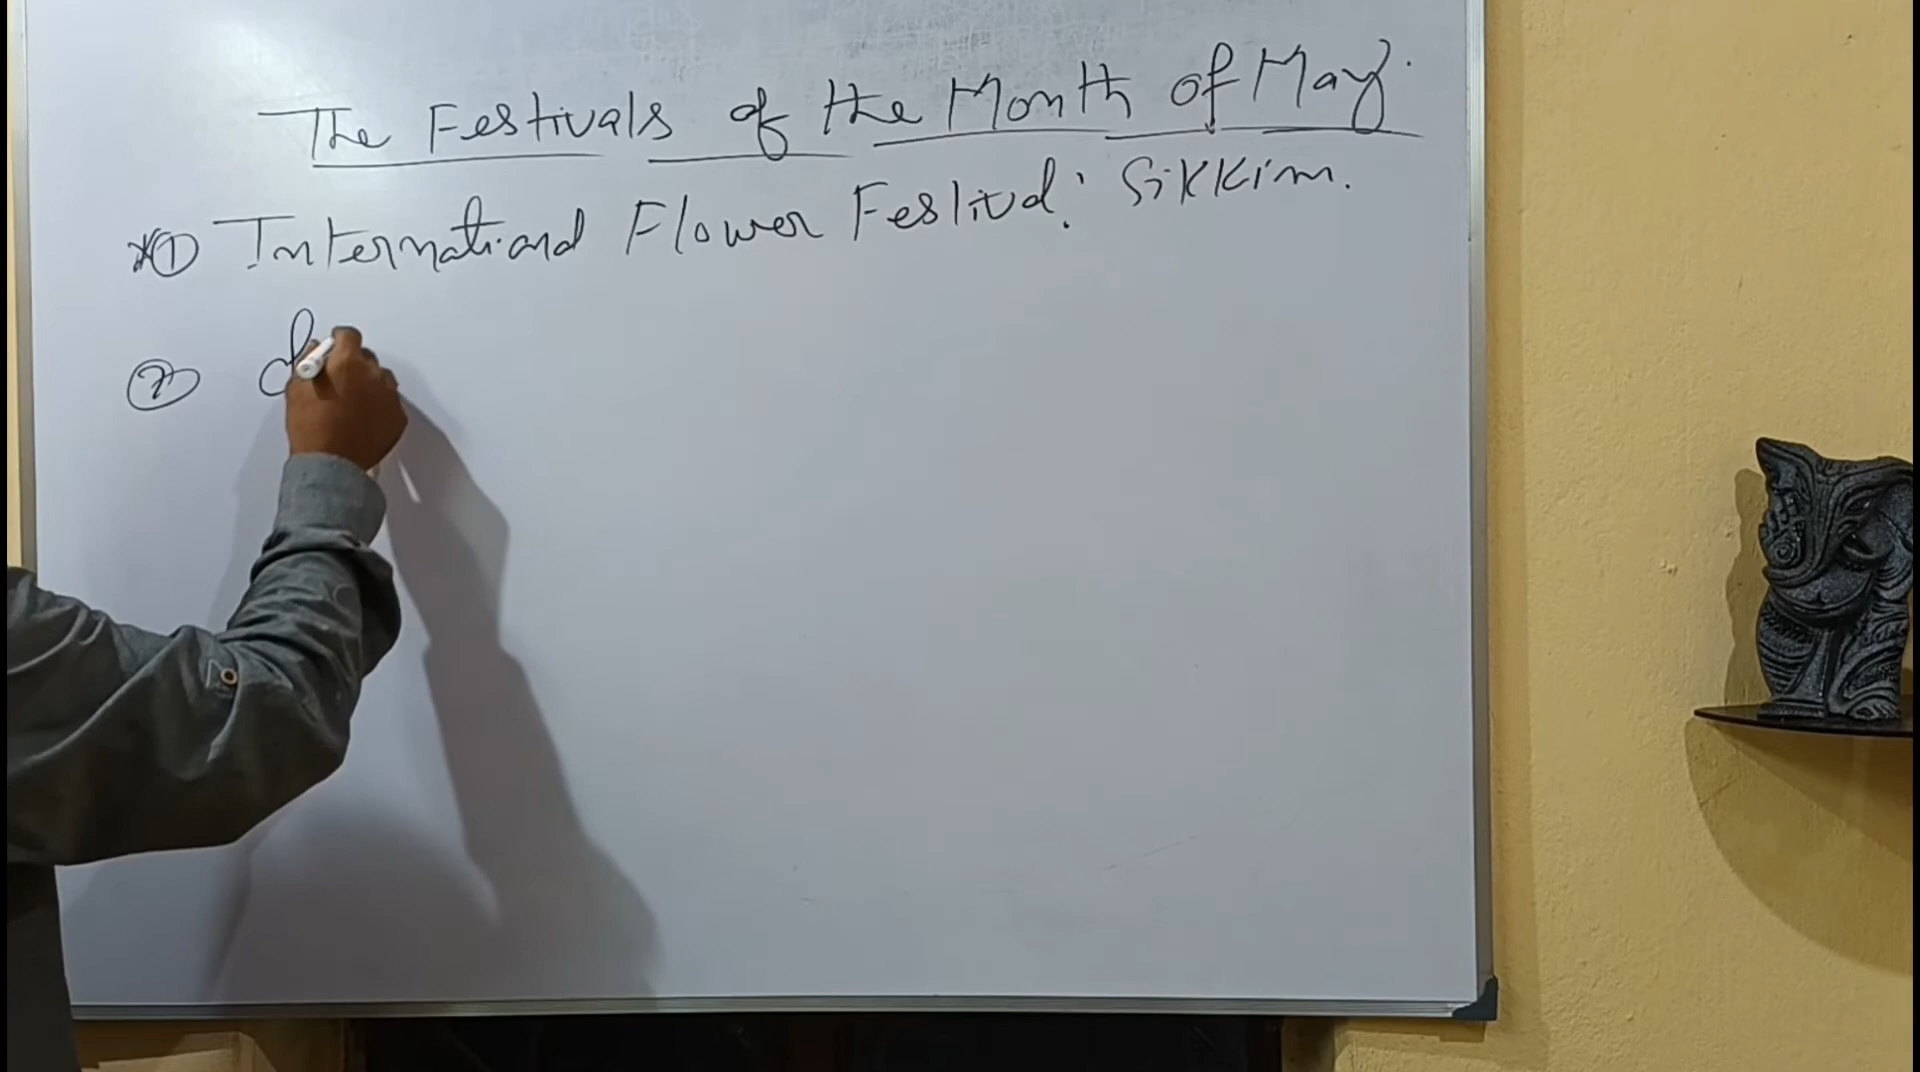 The Festivals of the Month of May.
*① International Flower Festival: Sikkim.
②